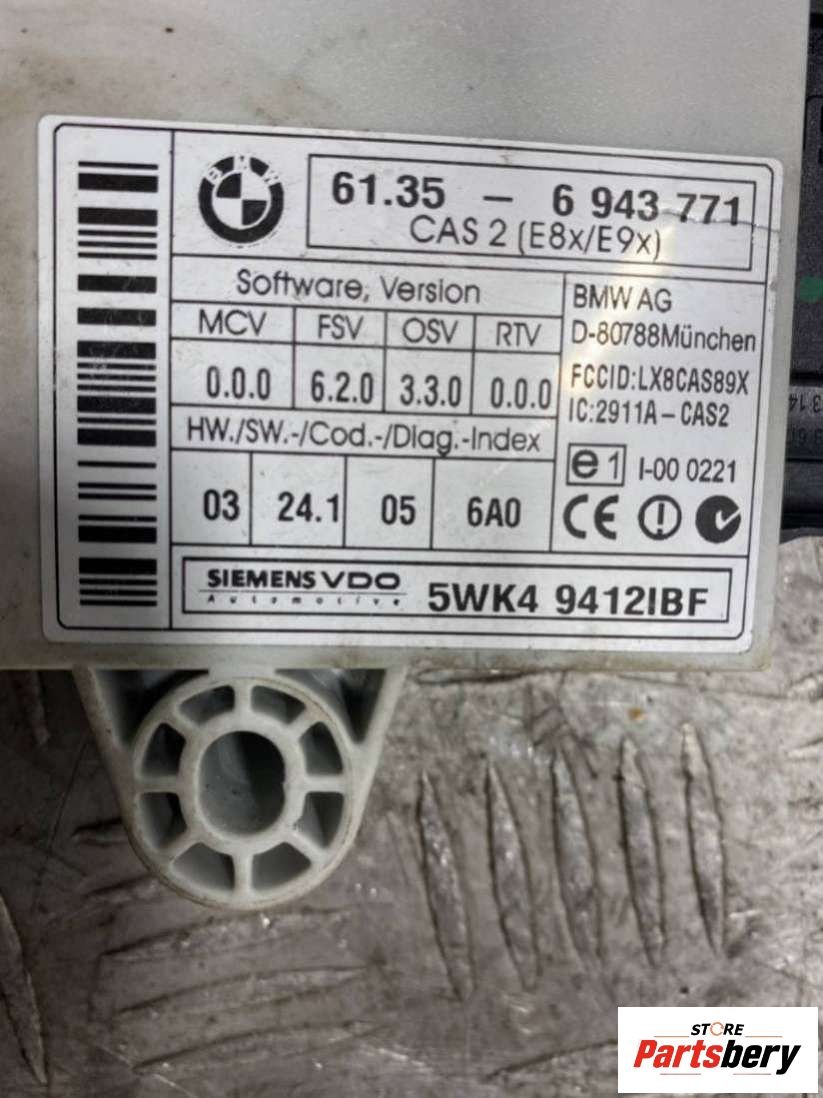 BMW
61.35 – 6 943 771
CAS 2 (E8x/E9x)
Software, Version
MCV FSV OSV RTV
0.0.0 6.2.0 3.3.0 0.0.0
HW./SW.-/Cod.-/Diag.-Index
03 24.1 05 6A0
BMW AG
D-80788München
FCCID:LX8CAS89X
IC:2911A–CAS2
e1 I-00 0221
CE
SIEMENS VDO
Automotive
5WK4 9412IBF
STORE
Partsbery